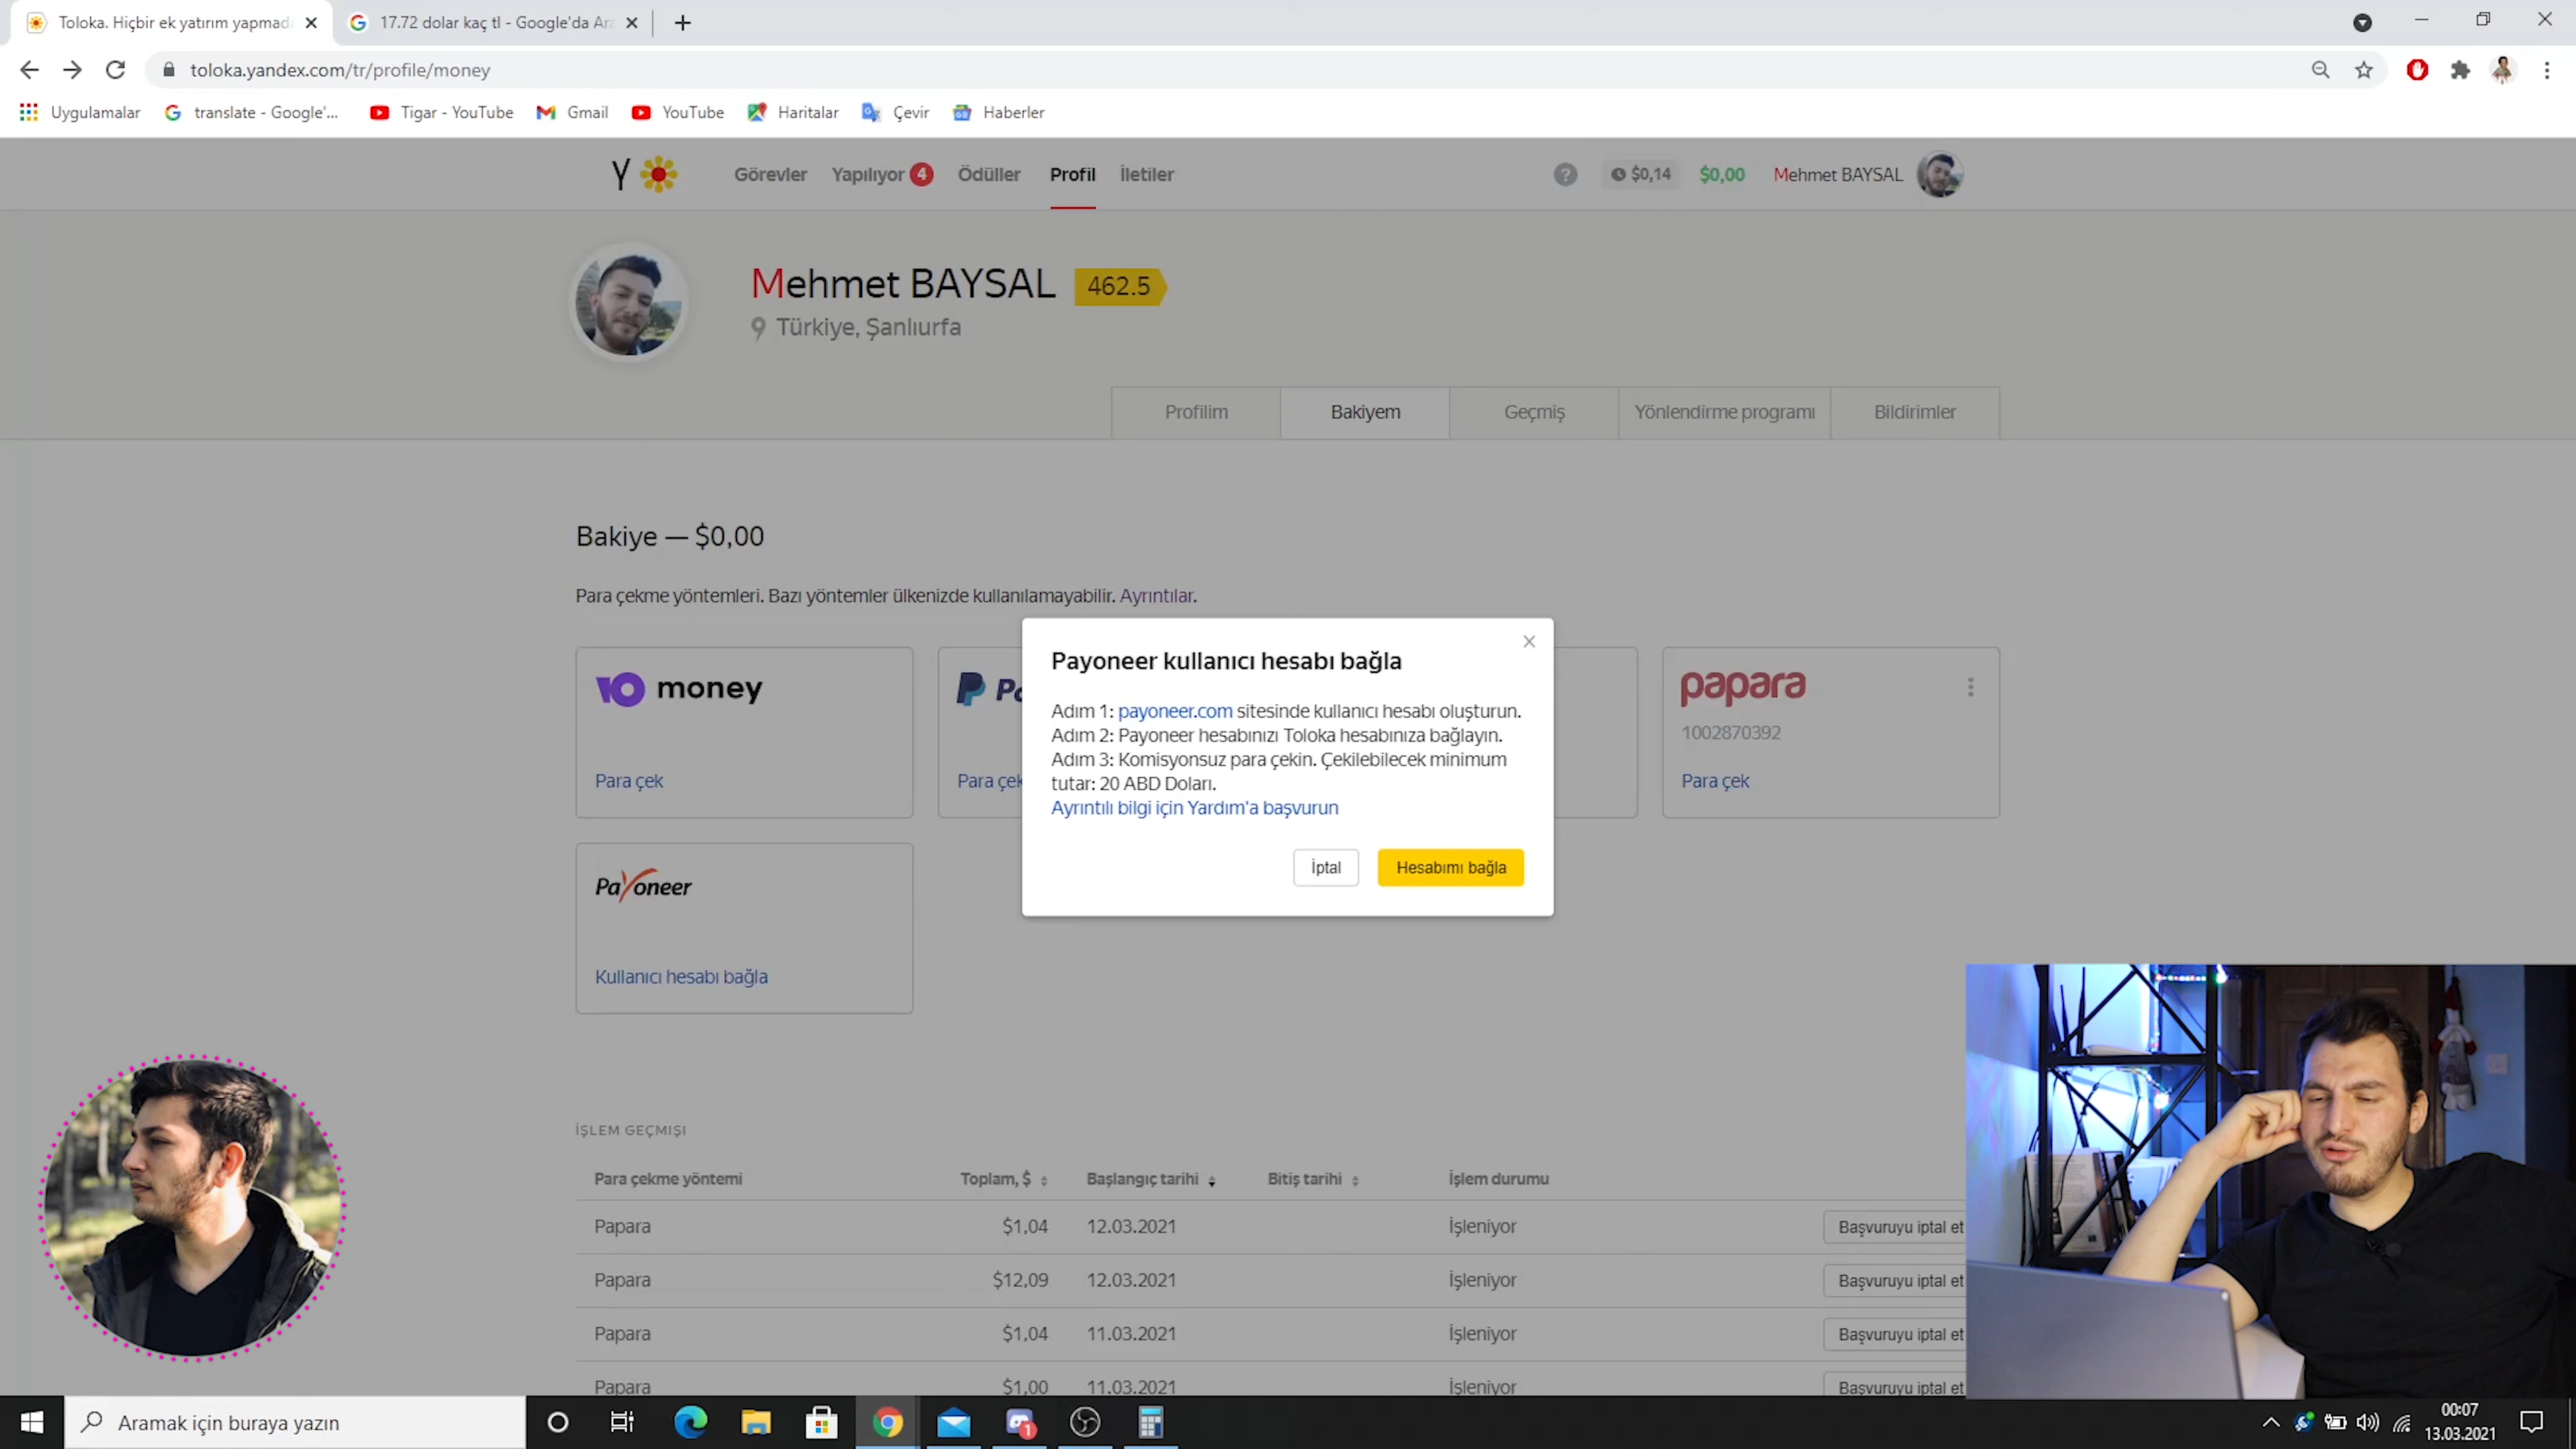 Toloka. Hiçbir ek yatırım yapmad
17.72 dolar kaç tl - Google'da Ara
toloka.yandex.com/tr/profile/money
Uygulamalar
translate - Google'...
Tigar - YouTube
Gmail
YouTube
Haritalar
Çevir
Haberler
Y
Görevler
Yapılıyor 4
Ödüller
Profil
İletiler
?
$0,14
$0,00
Mehmet BAYSAL
Mehmet BAYSAL 462.5
Türkiye, Şanlıurfa
Profilim
Bakiyem
Geçmiş
Yönlendirme programı
Bildirimler
Bakiye — $0,00
Para çekme yöntemleri. Bazı yöntemler ülkenizde kullanılamayabilir. Ayrıntılar.
money
Para çek
Para çek
papara
1002870392
Para çek
Payoneer
Kullanıcı hesabı bağla
Payoneer kullanıcı hesabı bağla
Adım 1: payoneer.com sitesinde kullanıcı hesabı oluşturun.
Adım 2: Payoneer hesabınızı Toloka hesabınıza bağlayın.
Adım 3: Komisyonsuz para çekin. Çekilebilecek minimum
tutar: 20 ABD Doları.
Ayrıntılı bilgi için Yardım'a başvurun
İptal
Hesabımı bağla
İŞLEM GEÇMIŞI
Para çekme yöntemi Toplam, $ Başlangıç tarihi Bitiş tarihi İşlem durumu
Papara $1,04 12.03.2021 İşleniyor Başvuruyu iptal et
Papara $12,09 12.03.2021 İşleniyor Başvuruyu iptal et
Papara $1,04 11.03.2021 İşleniyor Başvuruyu iptal et
Papara $1,00 11.03.2021 İşleniyor Başvuruyu iptal et
Aramak için buraya yazın
1
00:07
13.03.2021